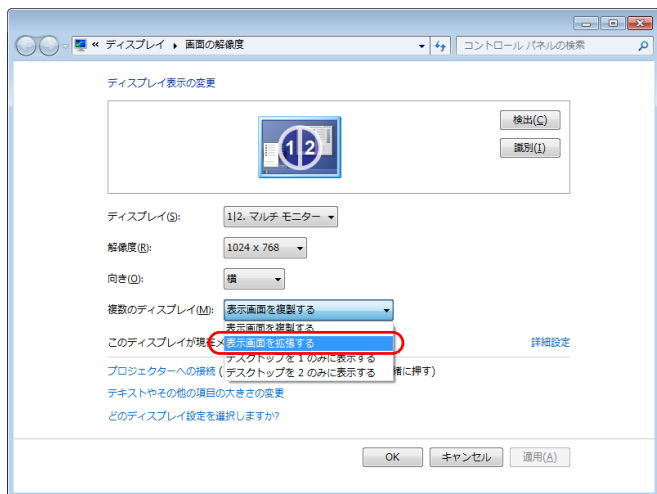 « ディスプレイ ▸ 画面の解像度
コントロール パネルの検索
ディスプレイ表示の変更
1|2
検出(C)
識別(I)
ディスプレイ(S): 1|2. マルチ モニター
解像度(R): 1024 x 768
向き(O): 横
複数のディスプレイ(M): 表示画面を複製する
表示画面を複製する
このディスプレイが現在メ 表示画面を拡張する 詳細設定
デスクトップを 1 のみに表示する
プロジェクターへの接続 ( デスクトップを 2 のみに表示する 緒に押す)
テキストやその他の項目の大きさの変更
どのディスプレイ設定を選択しますか?
OK キャンセル 適用(A)